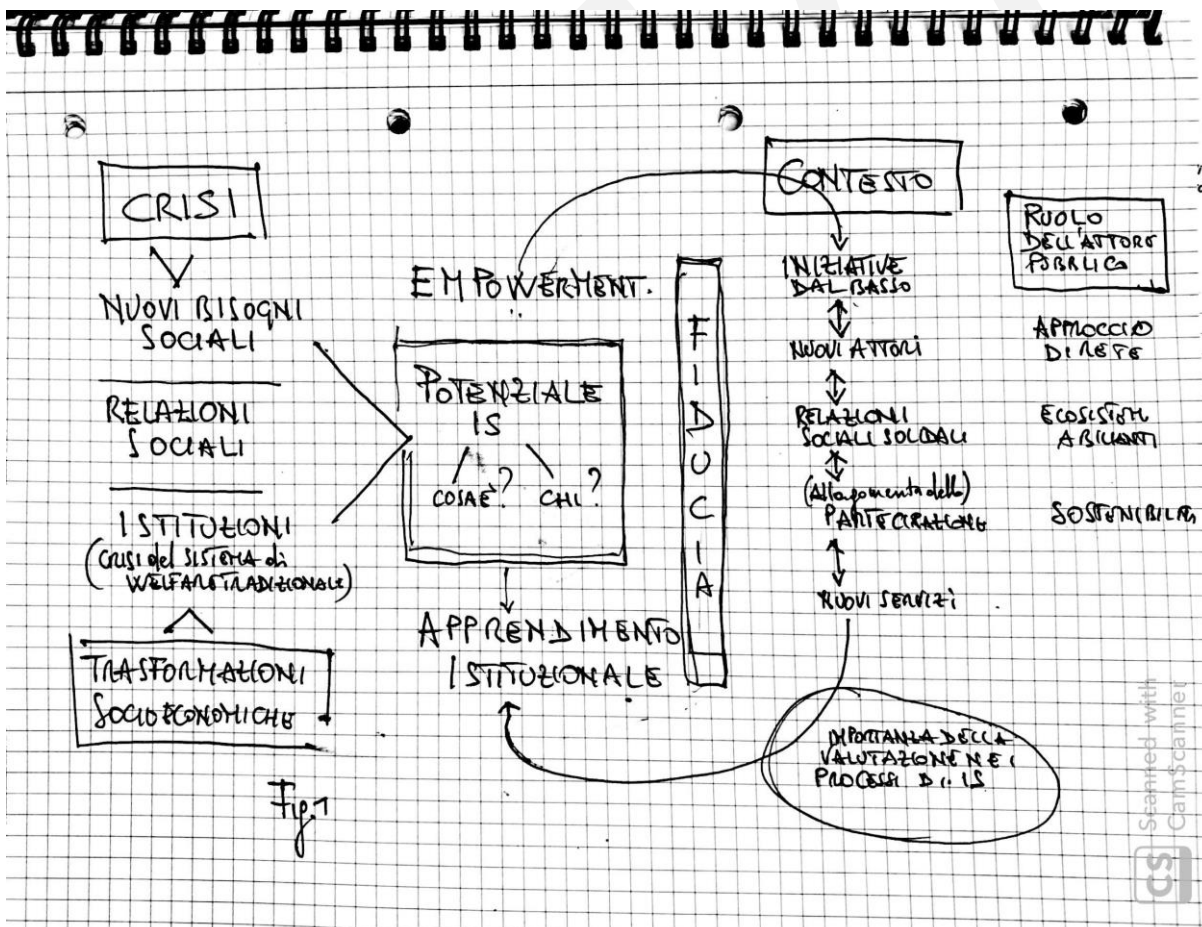 CRISI
NUOVI BISOGNI
SOCIALI
RELAZIONI
SOCIALI
ISTITUZIONI
(CRISI del SISTEMA di
WELFARE TRADIZIONALE)
TRASFORMAZIONI
SOCIOECONOMICHE
Fig.1
EMPOWERMENT.
POTENZIALE
IS
COSA È? CHI?
APPRENDIMENTO
ISTITUZIONALE
FIDUCIA
CONTESTO
INIZIATIVE
DAL BASSO
NUOVI ATTORI
RELAZIONI
SOCIALI SOLIDALI
(Allargamento della)
PARTECIPAZIONE
NUOVI SERVIZI
IMPORTANZA DELLA
VALUTAZIONE NEI
PROCESSI DI IS
RUOLO
DELL'ATTORE
PUBBLICO
APPROCCIO
DI RETE
ECOSISTEMI
ABILITANTI
SOSTENIBILITÀ
CS Scanned with
CamScanner